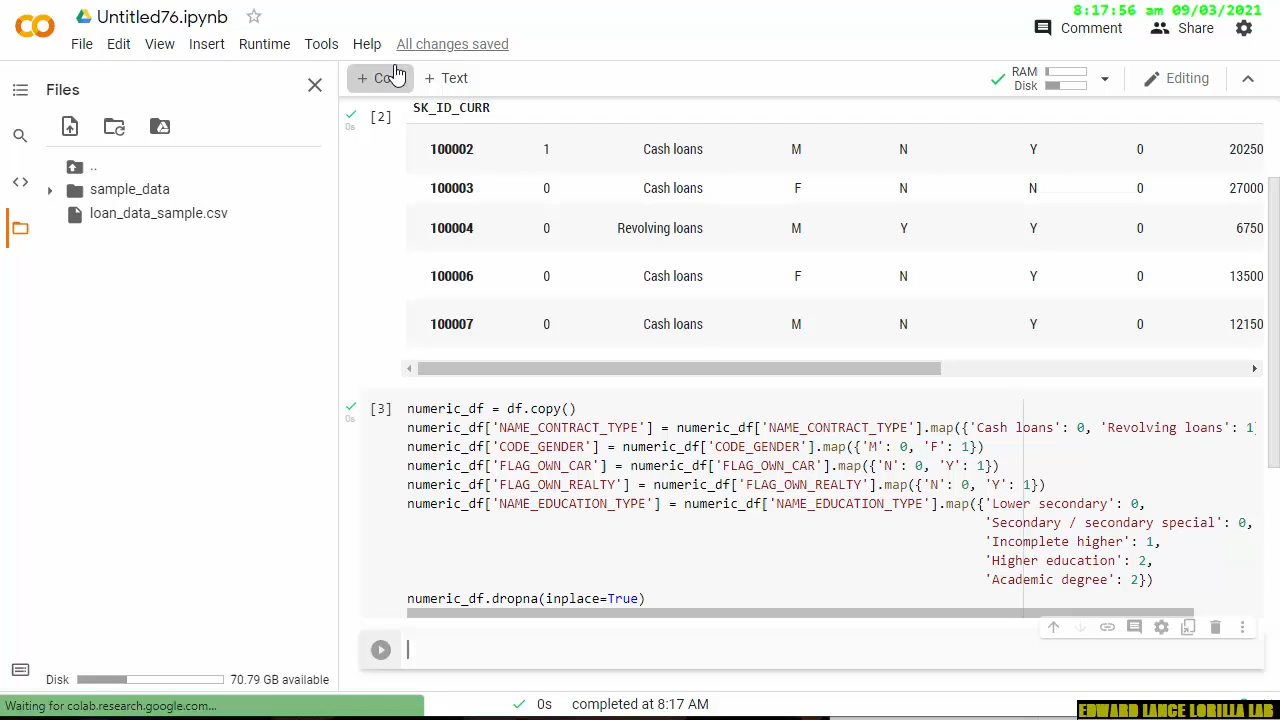 8:17:56 am 09/03/2021
Untitled76.ipynb
Comment
Share
File Edit View Insert Runtime Tools Help All changes saved
Files
+ Co
+ Text
RAM
Disk
Editing
..
sample_data
loan_data_sample.csv
[2]
0s
SK_ID_CURR
100002 1 Cash loans M N Y 0 20250
100003 0 Cash loans F N N 0 27000
100004 0 Revolving loans M Y Y 0 6750
100006 0 Cash loans F N Y 0 13500
100007 0 Cash loans M N Y 0 12150
[3]
0s
numeric_df = df.copy()
numeric_df['NAME_CONTRACT_TYPE'] = numeric_df['NAME_CONTRACT_TYPE'].map({'Cash loans': 0, 'Revolving loans': 1}
numeric_df['CODE_GENDER'] = numeric_df['CODE_GENDER'].map({'M': 0, 'F': 1})
numeric_df['FLAG_OWN_CAR'] = numeric_df['FLAG_OWN_CAR'].map({'N': 0, 'Y': 1})
numeric_df['FLAG_OWN_REALTY'] = numeric_df['FLAG_OWN_REALTY'].map({'N': 0, 'Y': 1})
numeric_df['NAME_EDUCATION_TYPE'] = numeric_df['NAME_EDUCATION_TYPE'].map({'Lower secondary': 0,
'Secondary / secondary special': 0,
'Incomplete higher': 1,
'Higher education': 2,
'Academic degree': 2})
numeric_df.dropna(inplace=True)
Disk 70.79 GB available
Waiting for colab.research.google.com...
0s completed at 8:17 AM
EDWARD LANCE LORILLA LAB